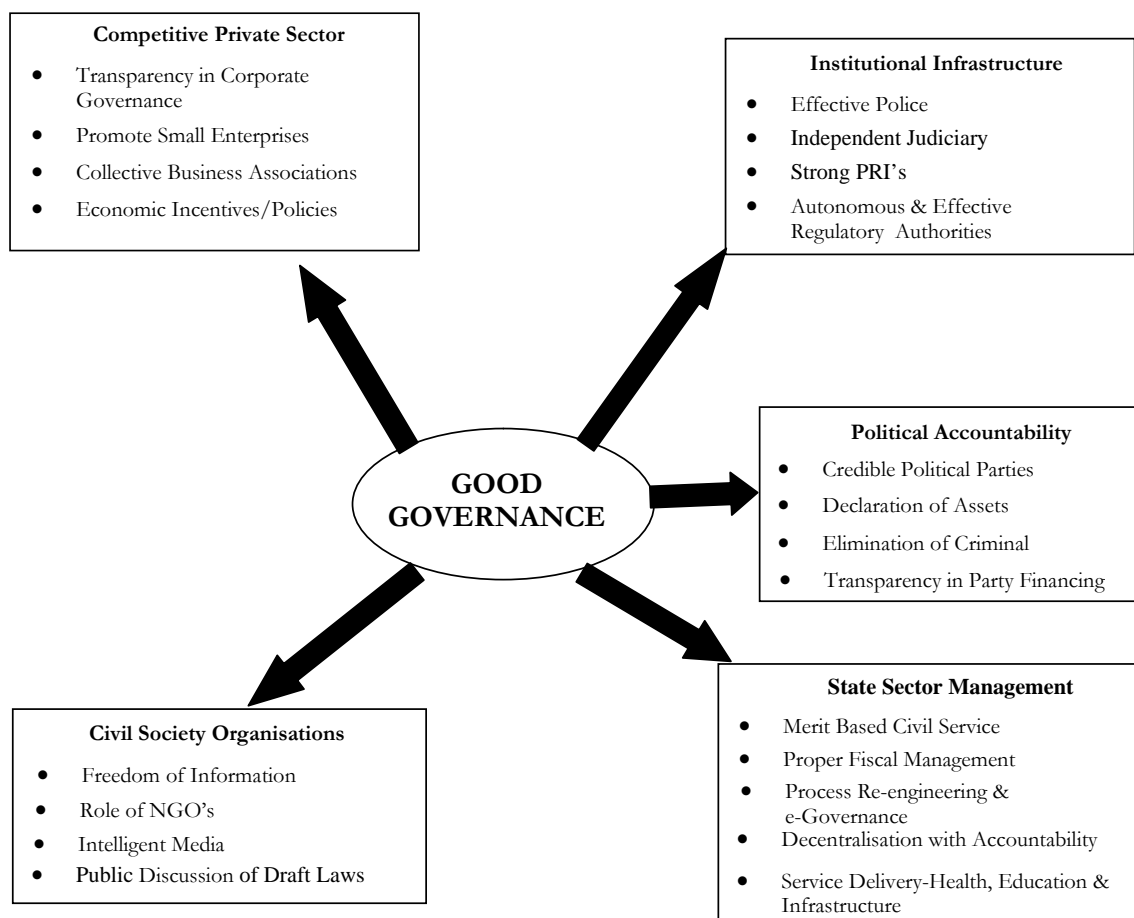 Competitive Private Sector
• Transparency in Corporate
Governance
• Promote Small Enterprises
• Collective Business Associations
• Economic Incentives/Policies
Institutional Infrastructure
• Effective Police
• Independent Judiciary
• Strong PRI's
• Autonomous & Effective
Regulatory Authorities
GOOD
GOVERNANCE
Political Accountability
• Credible Political Parties
• Declaration of Assets
• Elimination of Criminal
• Transparency in Party Financing
Civil Society Organisations
• Freedom of Information
• Role of NGO's
• Intelligent Media
• Public Discussion of Draft Laws
State Sector Management
• Merit Based Civil Service
• Proper Fiscal Management
• Process Re-engineering &
e-Governance
• Decentralisation with Accountability
• Service Delivery-Health, Education &
Infrastructure